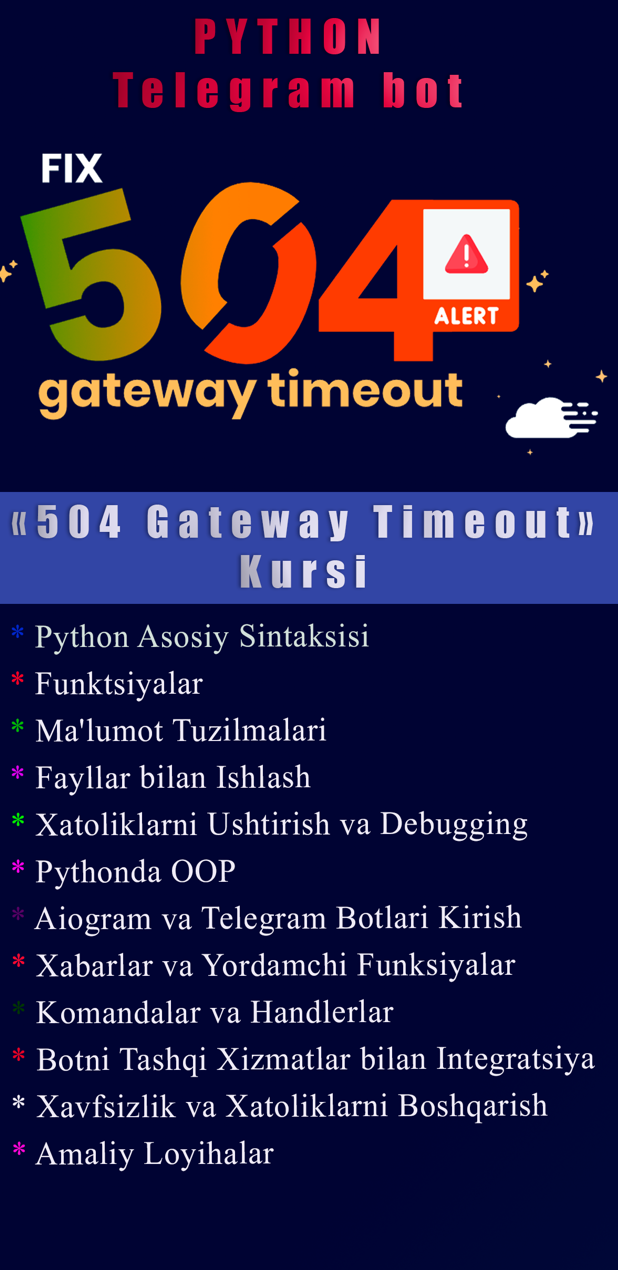 PYTHON
Telegram bot
FIX
504
ALERT
gateway timeout
«504 Gateway Timeout»
Kursi
* Python Asosiy Sintaksisi
* Funktsiyalar
* Ma'lumot Tuzilmalari
* Fayllar bilan Ishlash
* Xatoliklarni Ushtirish va Debugging
* Pythonda OOP
* Aiogram va Telegram Botlari Kirish
* Xabarlar va Yordamchi Funksiyalar
* Komandalar va Handlerlar
* Botni Tashqi Xizmatlar bilan Integratsiya
* Xavfsizlik va Xatoliklarni Boshqarish
* Amaliy Loyihalar